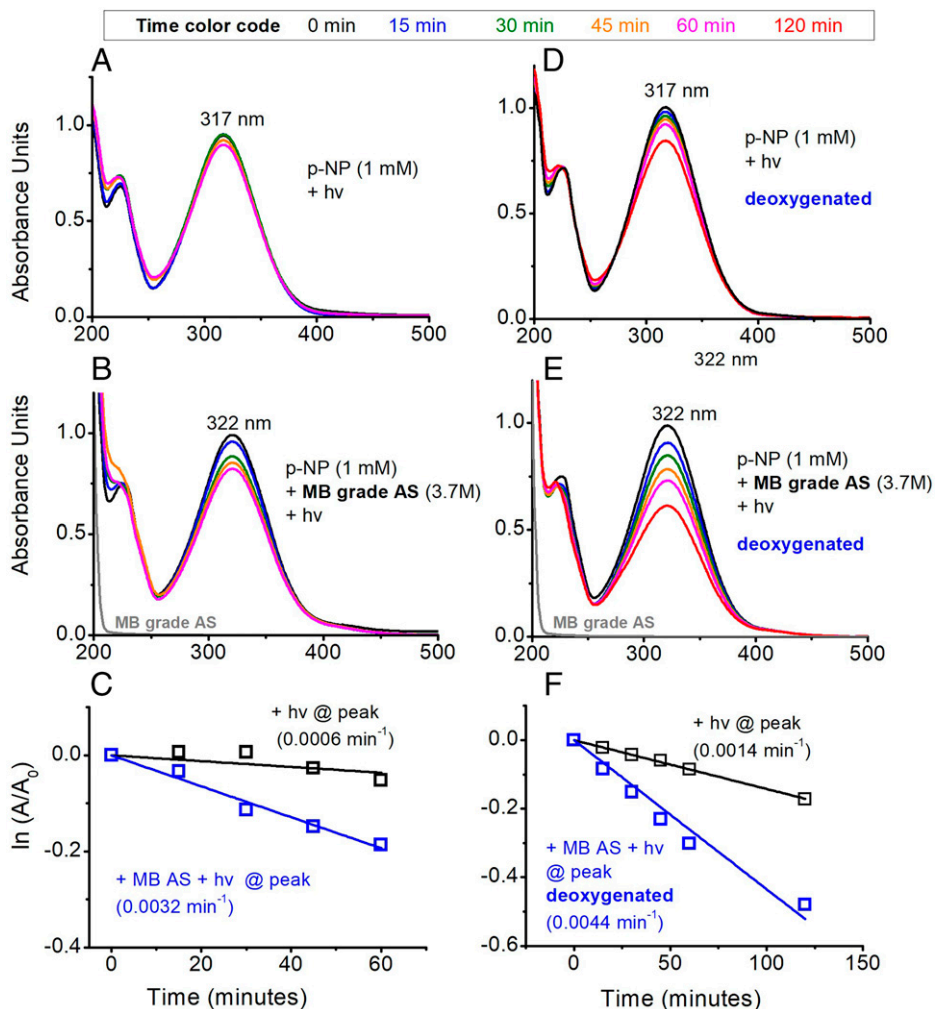 Time color code 0 min 15 min 30 min 45 min 60 min 120 min
A
317 nm
p-NP (1 mM)
+ hv
Absorbance Units
1.0
0.5
0.0
200 300 400 500
D
317 nm
p-NP (1 mM)
+ hv
deoxygenated
1.0
0.5
0.0
200 300 400 500
322 nm
B
322 nm
p-NP (1 mM)
+ MB grade AS (3.7M)
+ hv
MB grade AS
Absorbance Units
1.0
0.5
0.0
200 300 400 500
E
322 nm
p-NP (1 mM)
+ MB grade AS (3.7M)
+ hv
deoxygenated
MB grade AS
1.0
0.5
0.0
200 300 400 500
C
+ hv @ peak
(0.0006 min⁻¹)
+ MB AS + hv @ peak
(0.0032 min⁻¹)
ln (A/A₀)
0.0
-0.2
-0.4
0 20 40 60
Time (minutes)
F
+ hv @ peak
(0.0014 min⁻¹)
+ MB AS + hv
@ peak
deoxygenated
(0.0044 min⁻¹)
0.0
-0.2
-0.4
-0.6
0 50 100 150
Time (minutes)